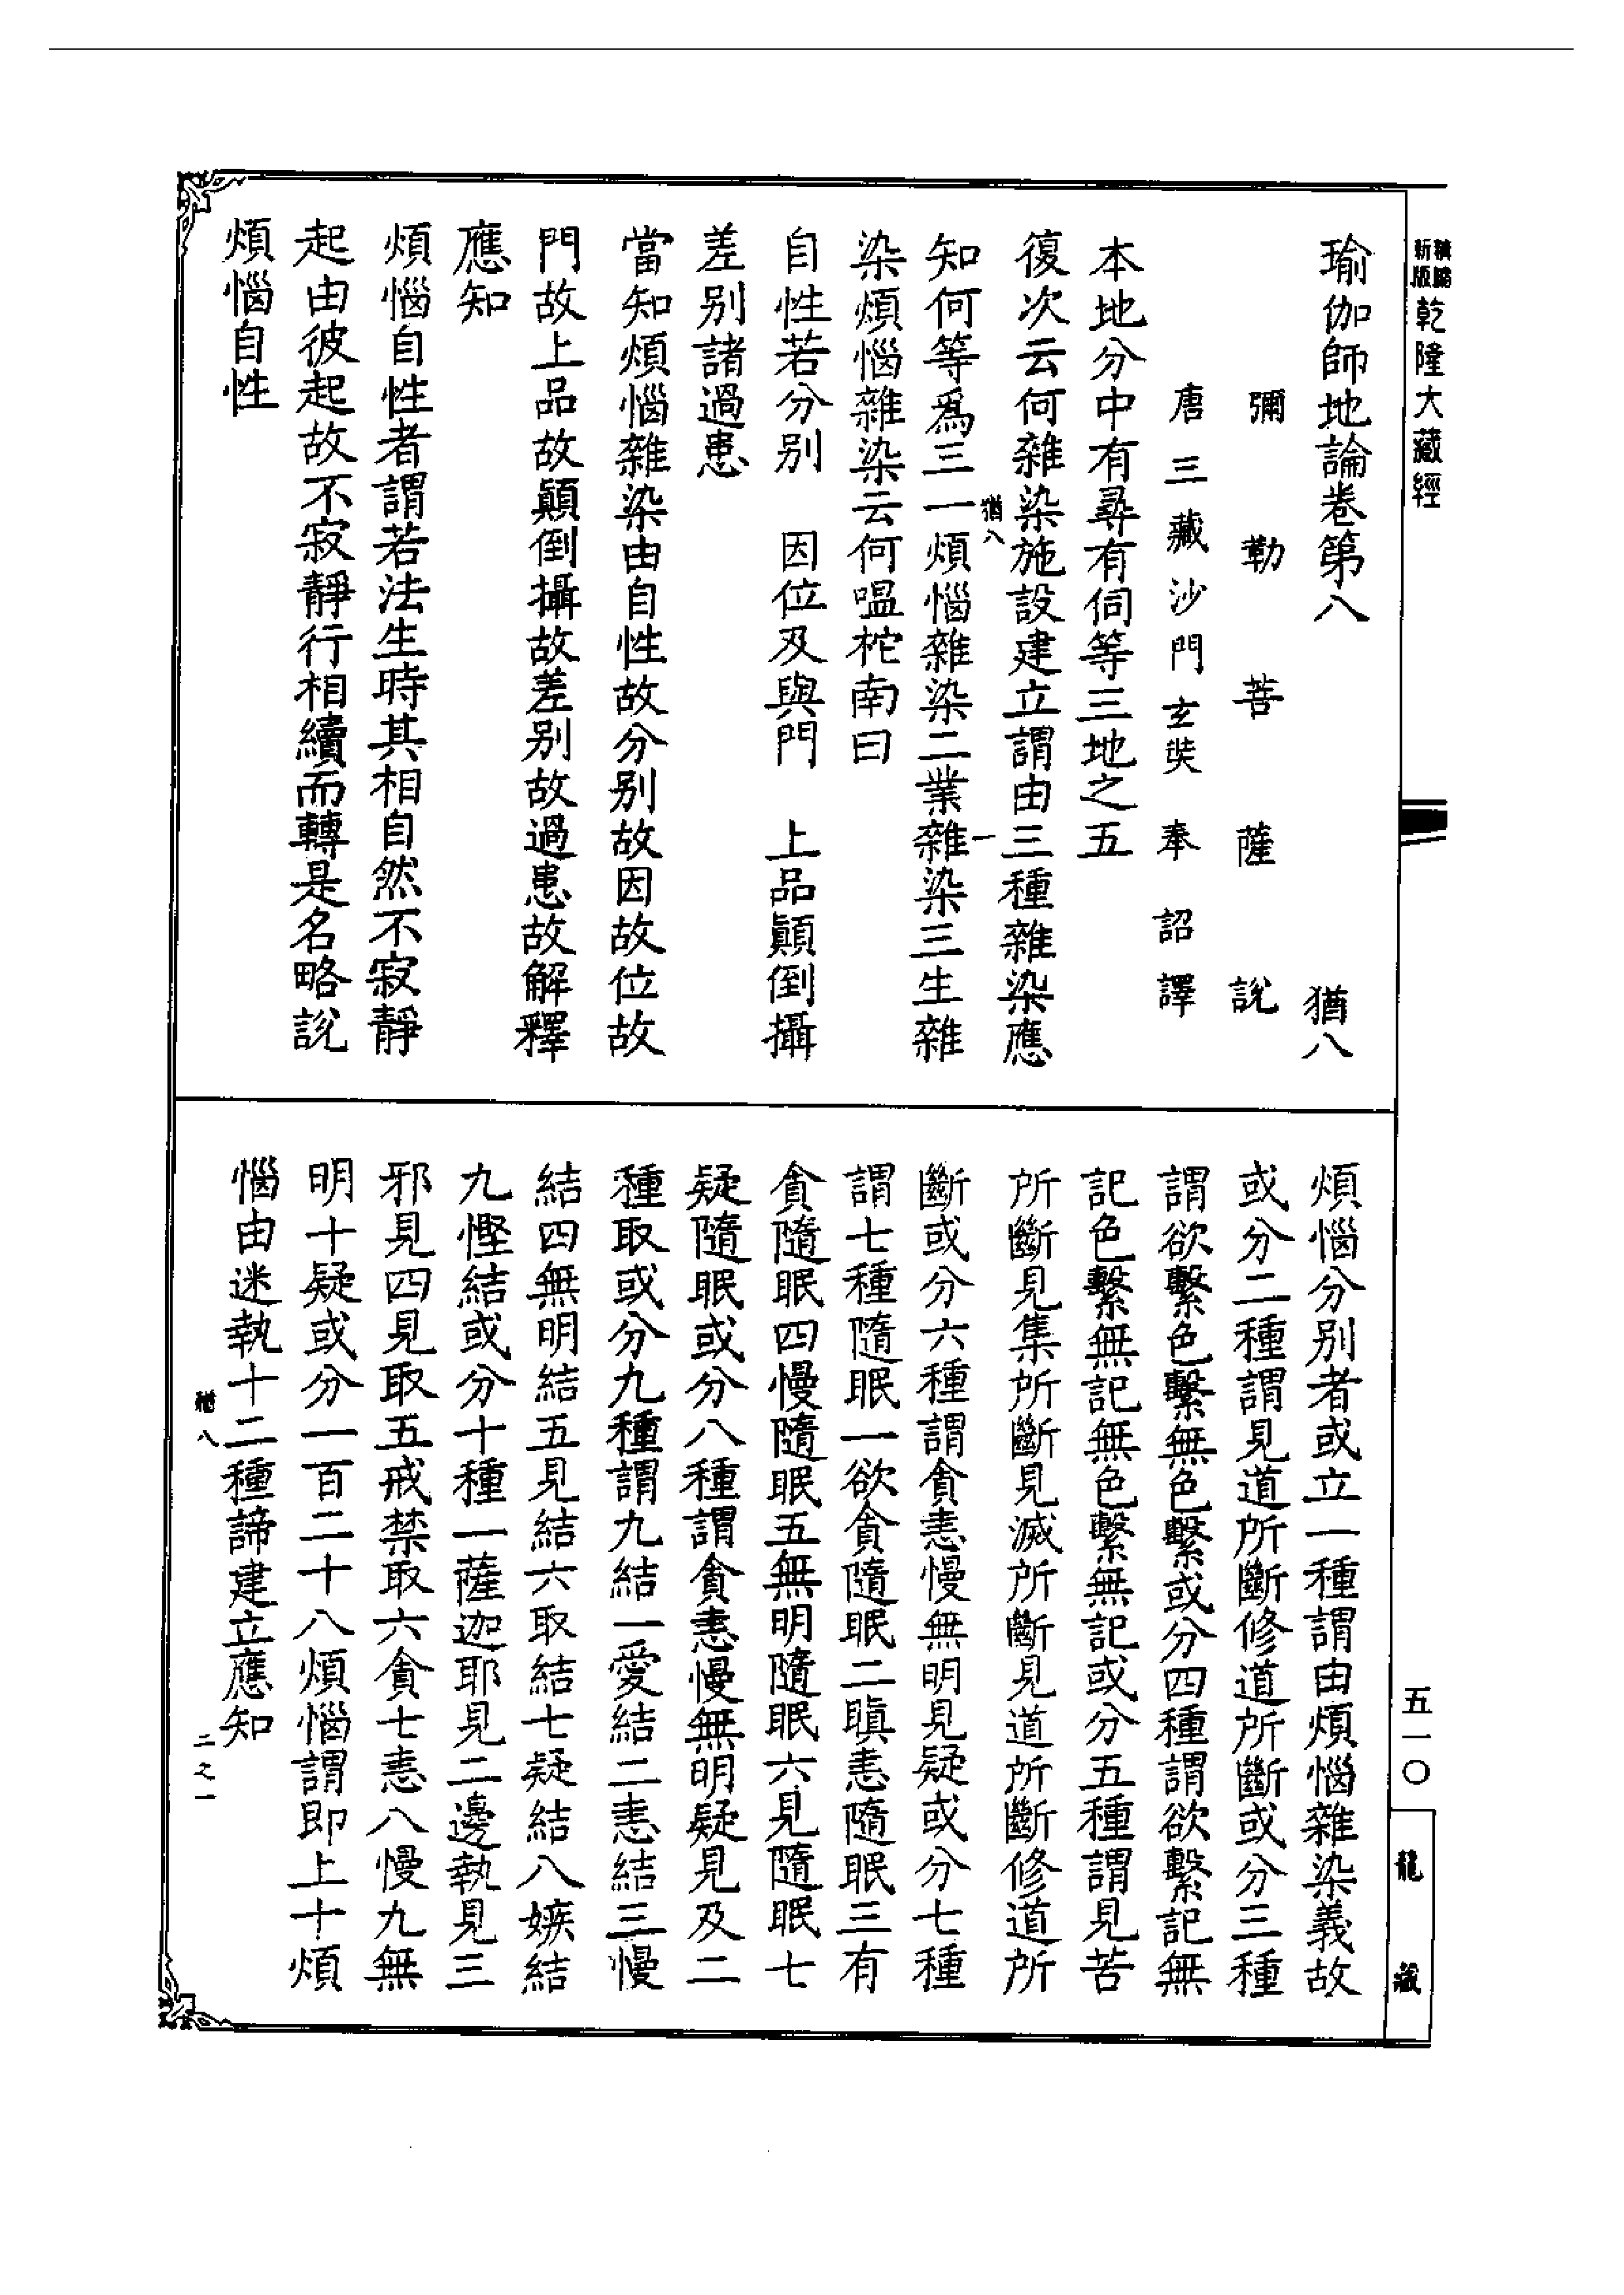 新版
乾隆大藏經
瑜伽師地論卷第八 猶八
彌勒菩薩說
唐三藏沙門玄奘奉詔譯
本地分中有尋有伺等三地之五
復次云何雜染施設建立謂由三種雜染應
猶八 一
知何等爲三一煩惱雜染二業雜染三生雜
染煩惱雜染云何嗢柁南曰
自性若分別 因位及與門 上品顛倒攝
差別諸過患
當知煩惱雜染由自性故分別故因故位故
門故上品故顛倒攝故差別故過患故解釋
應知
煩惱自性者謂若法生時其相自然不寂靜
起由彼起故不寂靜行相續而轉是名略說
煩惱自性
煩惱分別者或立一種謂由煩惱雜染義故
或分二種謂見道所斷修道所斷或分三種
謂欲繫色繫無色繫或分四種謂欲繫記無
記色繫無記無色繫無記或分五種謂見苦
所斷見集所斷見滅所斷見道所斷修道所
斷或分六種謂貪恚慢無明見疑或分七種
謂七種隨眠一欲貪隨眠二瞋恚隨眠三有
貪隨眠四慢隨眠五無明隨眠六見隨眠七
疑隨眠或分八種謂貪恚慢無明疑見及二
種取或分九種謂九結一愛結二恚結三慢
結四無明結五見結六取結七疑結八嫉結
九慳結或分十種一薩迦耶見二邊執見三
邪見四見取五戒禁取六貪七恚八慢九無
明十疑或分一百二十八煩惱謂即上十煩
惱由迷執十二種諦建立應知
猶八 二之一
五一〇
龍藏